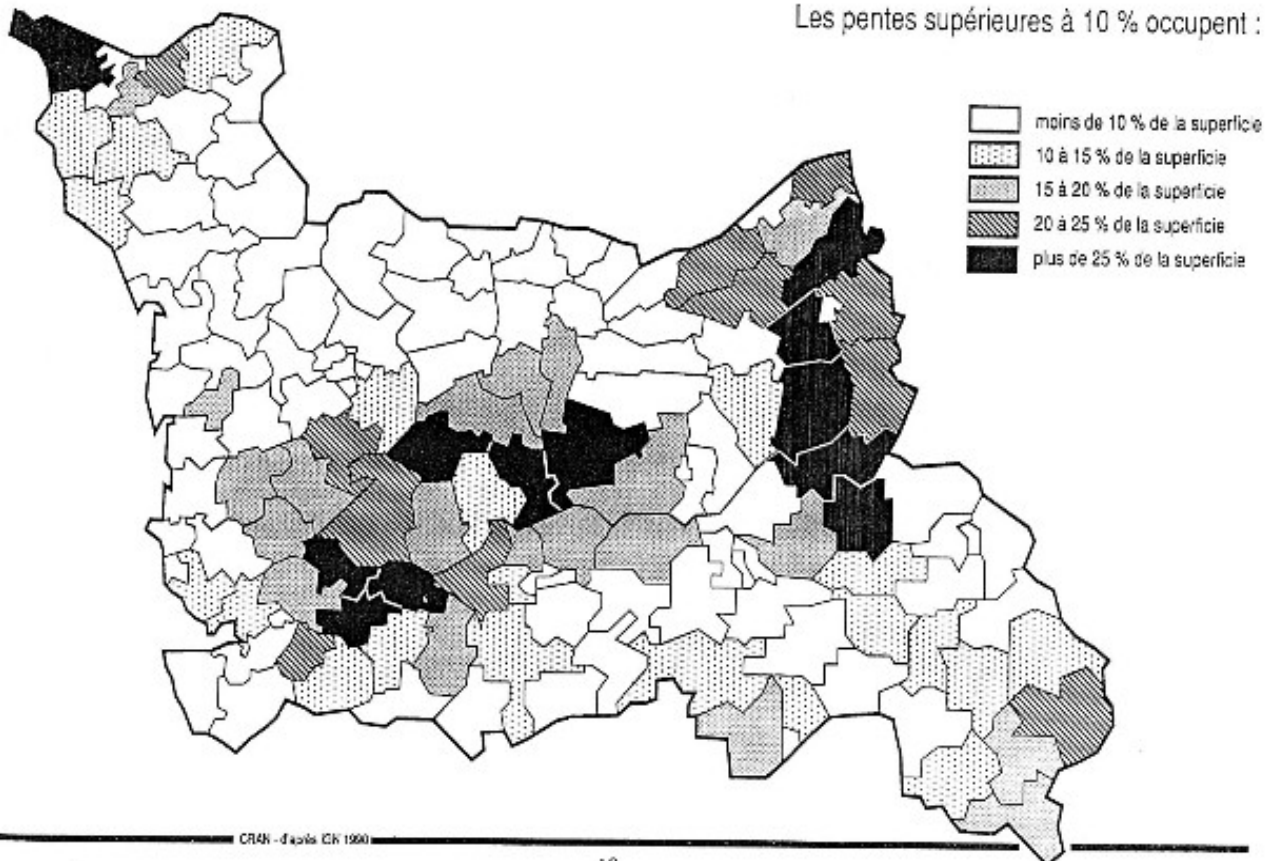 Les pentes supérieures à 10 % occupent :
moins de 10 % de la superficie
10 à 15 % de la superficie
15 à 20 % de la superficie
20 à 25 % de la superficie
plus de 25 % de la superficie
CRAN - d'après IGN 1990